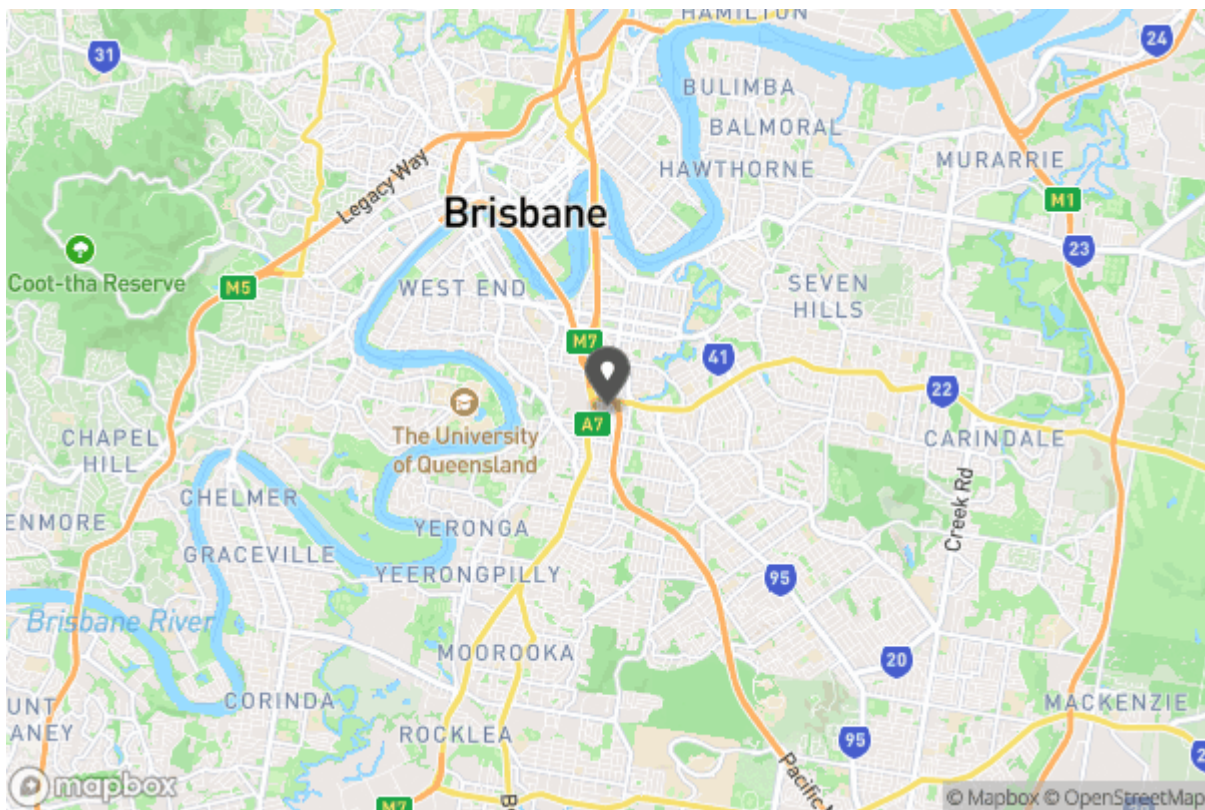 HAMILTON
31
24
BULIMBA
BALMORAL
Legacy Way
HAWTHORNE
MURARRIE
M1
Brisbane
23
Coot-tha Reserve
M5
WEST END
SEVEN
HILLS
M7
41
22
A7
The University
of Queensland
CHAPEL
HILL
CARINDALE
CHELMER
Creek Rd
ENMORE
YERONGA
GRACEVILLE
YEERONGPILLY
95
Brisbane River
MOOROOKA
20
CORINDA
MACKENZIE
UNT
ANEY
ROCKLEA
95
2
Pacific
mapbox
M7
B
© Mapbox © OpenStreetMap